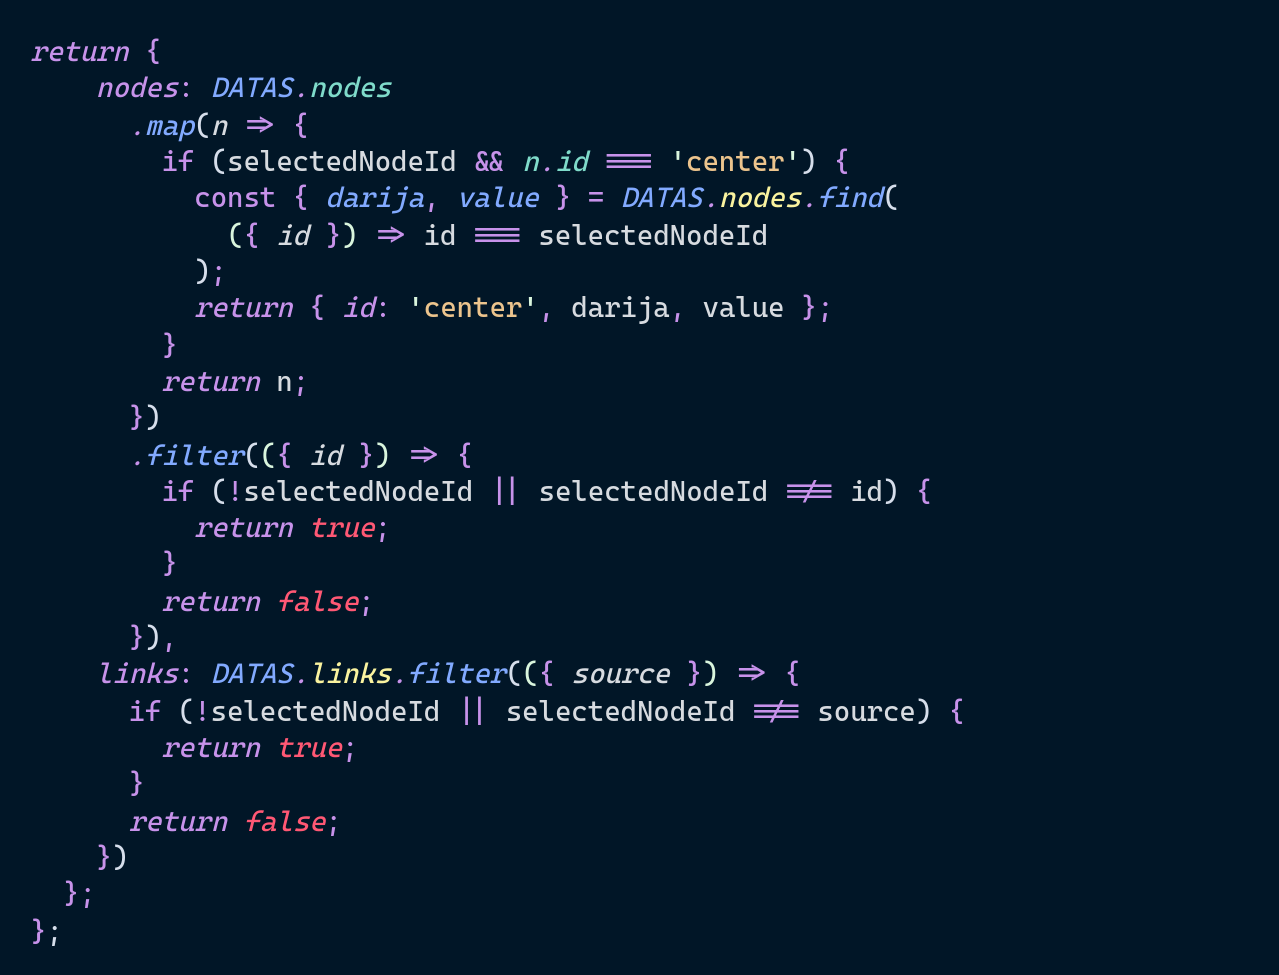 return {
    nodes: DATAS.nodes
      .map(n => {
        if (selectedNodeId && n.id === 'center') {
          const { darija, value } = DATAS.nodes.find(
            ({ id }) => id === selectedNodeId
          );
          return { id: 'center', darija, value };
        }
        return n;
      })
      .filter(({ id }) => {
        if (!selectedNodeId || selectedNodeId !== id) {
          return true;
        }
        return false;
      }),
    links: DATAS.links.filter(({ source }) => {
      if (!selectedNodeId || selectedNodeId !== source) {
        return true;
      }
      return false;
    })
  };
};